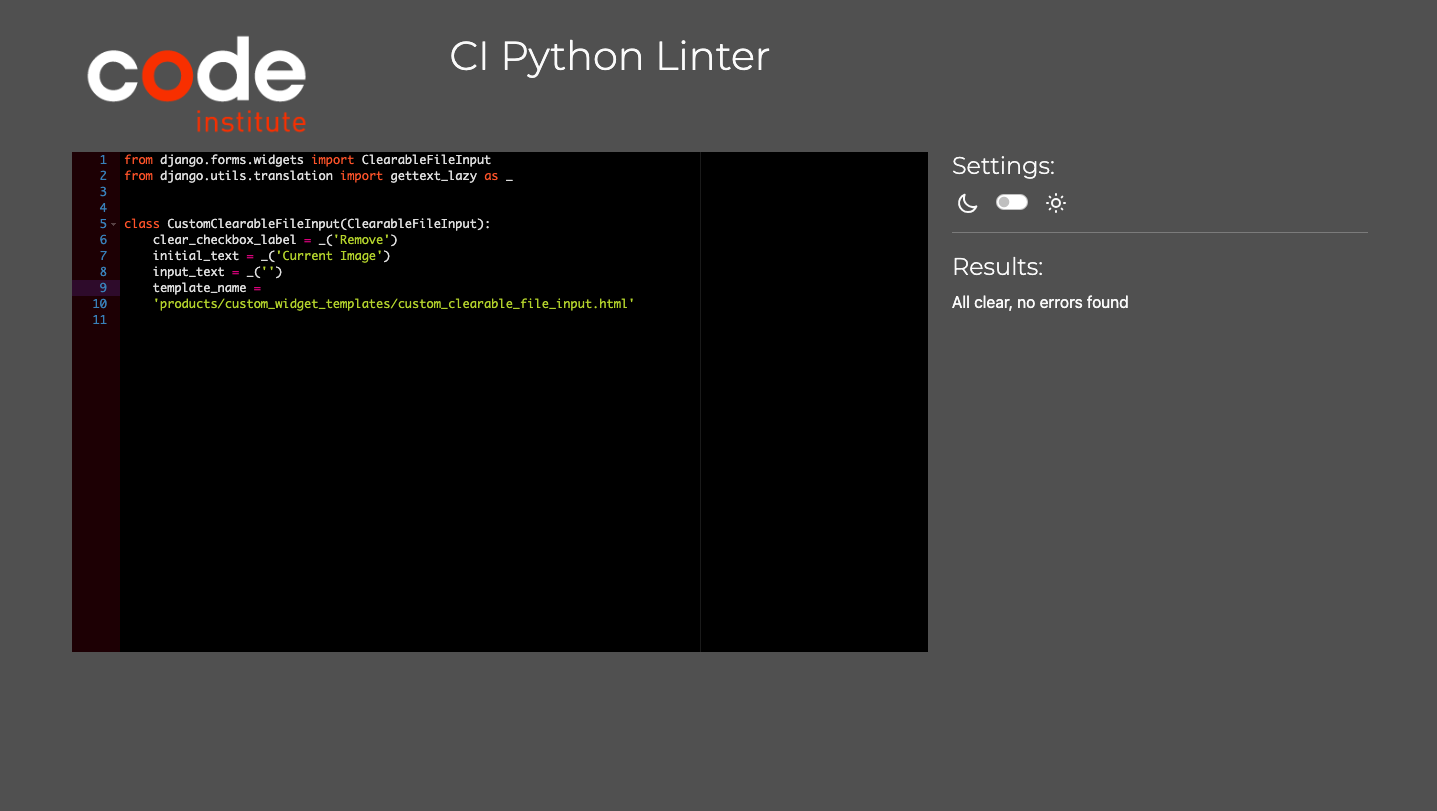 code
institute
CI Python Linter
1 from django.forms.widgets import ClearableFileInput
2 from django.utils.translation import gettext_lazy as _
3
4
5 class CustomClearableFileInput(ClearableFileInput):
6     clear_checkbox_label = _('Remove')
7     initial_text = _('Current Image')
8     input_text = _('')
9     template_name =
10     'products/custom_widget_templates/custom_clearable_file_input.html'
11
Settings:
Results:
All clear, no errors found